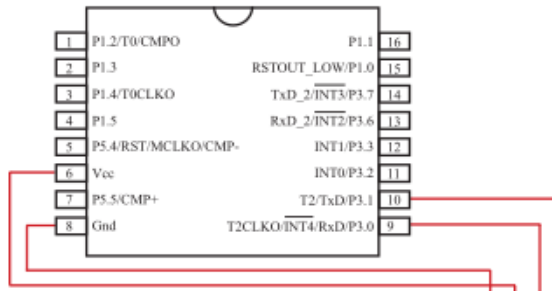 1 P1.2/T0/CMPO P1.1 16
2 P1.3 RSTOUT_LOW/P1.0 15
3 P1.4/T0CLKO TxD_2/INT3/P3.7 14
4 P1.5 RxD_2/INT2/P3.6 13
5 P5.4/RST/MCLKO/CMP- INT1/P3.3 12
6 Vcc INT0/P3.2 11
7 P5.5/CMP+ T2/TxD/P3.1 10
8 Gnd T2CLKO/INT4/RxD/P3.0 9